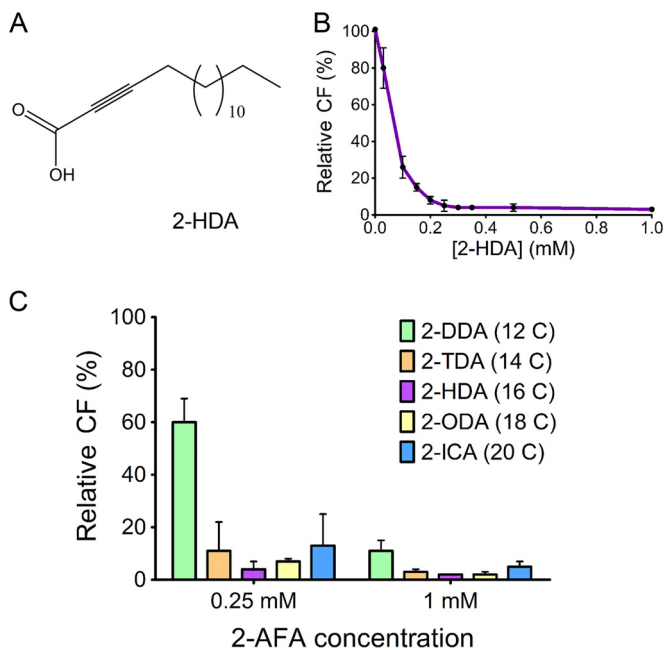 A
O
OH
10
2-HDA
B
Relative CF (%)
100
80
60
40
20
0
0.0 0.2 0.4 0.6 0.8 1.0
[2-HDA] (mM)
C
Relative CF (%)
100
80
60
40
20
0
2-DDA (12 C)
2-TDA (14 C)
2-HDA (16 C)
2-ODA (18 C)
2-ICA (20 C)
0.25 mM 1 mM
2-AFA concentration